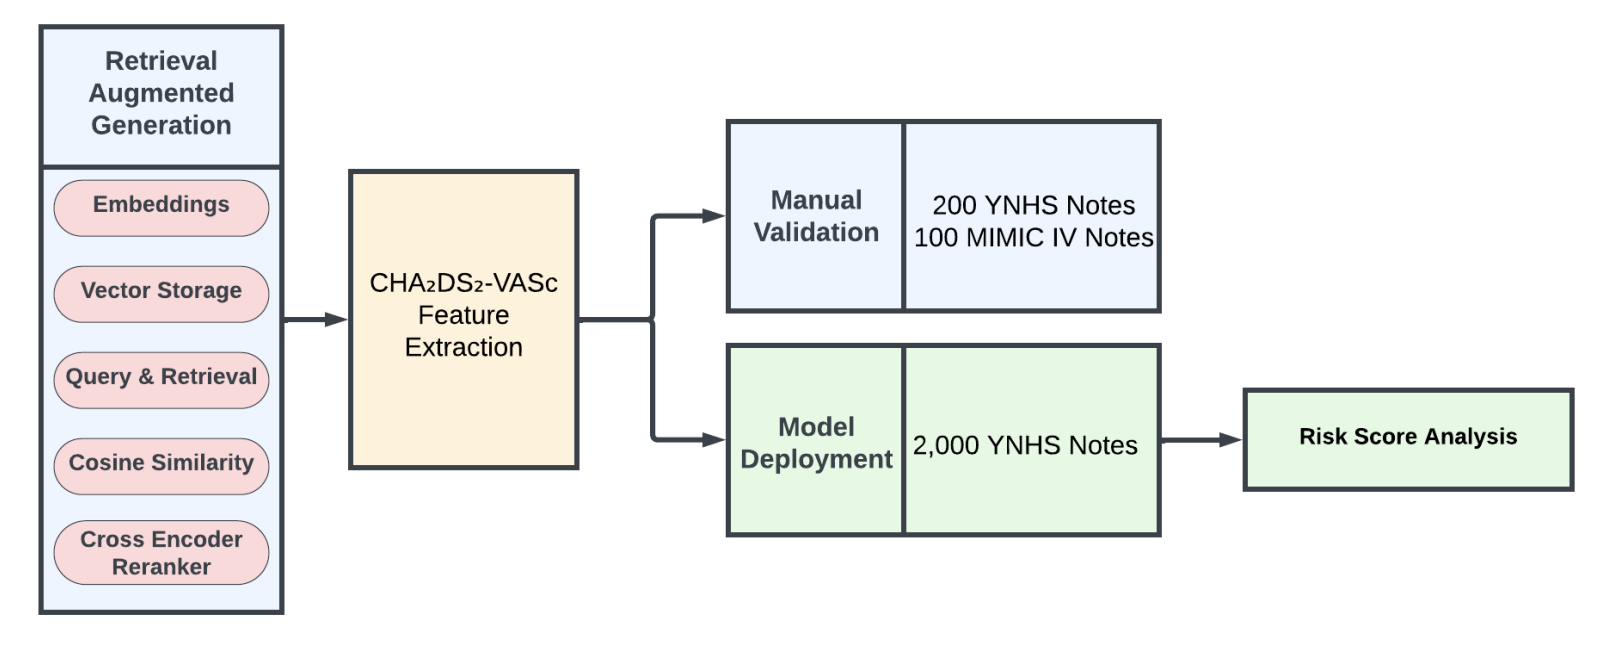 Retrieval
Augmented
Generation
Embeddings
Vector Storage
Query & Retrieval
Cosine Similarity
Cross Encoder
Reranker
CHA₂DS₂-VASc
Feature
Extraction
Manual
Validation
200 YNHS Notes
100 MIMIC IV Notes
Model
Deployment
2,000 YNHS Notes
Risk Score Analysis